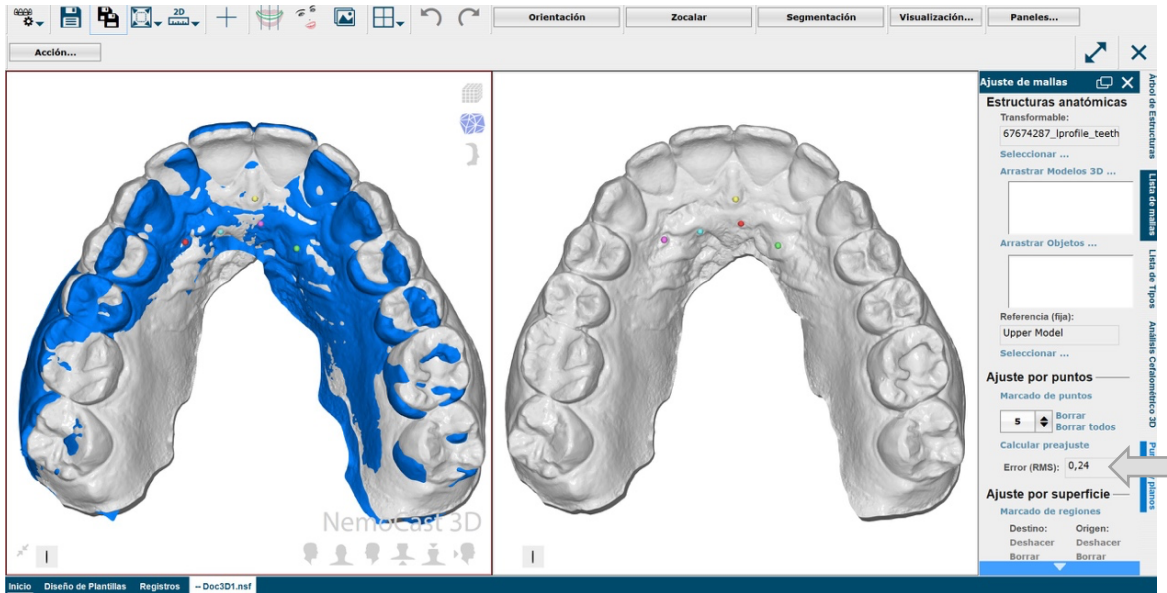 2D
Orientación
Zocalar
Segmentación
Visualización...
Paneles...
Acción...
Ajuste de mallas
Estructuras anatómicas
Transformable:
67674287_lprofile_teeth
Seleccionar ...
Arrastrar Modelos 3D ...
Arrastrar Objetos ...
Referencia (fija):
Upper Model
Seleccionar ...
Ajuste por puntos
Marcado de puntos
5
Borrar
Borrar todos
Calcular preajuste
Error (RMS): 0,24
Ajuste por superficie
Marcado de regiones
Destino: Origen:
Deshacer Deshacer
Borrar Borrar
Árbol de Estructuras
Lista de mallas
Lista de Tipos
Análisis Cefalométrico 3D
planos
NemoCast 3D
I
I
Inicio Diseño de Plantillas Registros -- Doc3D1.nsf